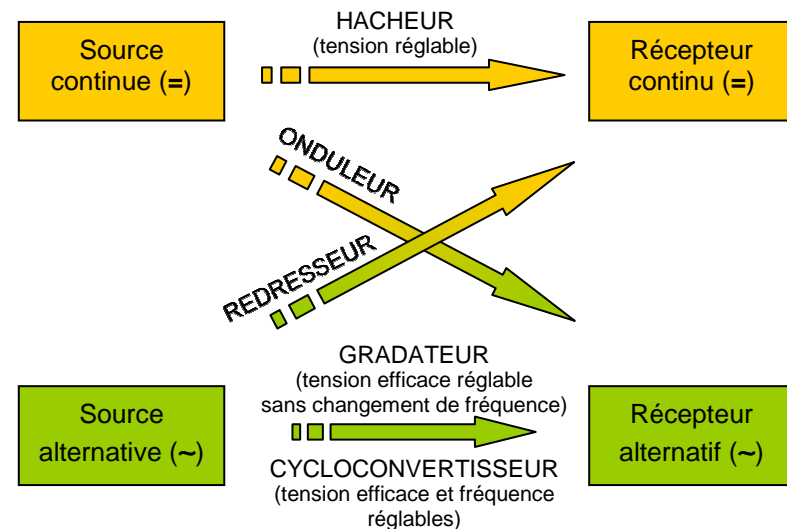 HACHEUR
(tension réglable)
Source
continue (=)
Récepteur
continu (=)
ONDULEUR
REDRESSEUR
GRADATEUR
(tension efficace réglable
sans changement de fréquence)
Source
alternative (~)
Récepteur
alternatif (~)
CYCLOCONVERTISSEUR
(tension efficace et fréquence
réglables)